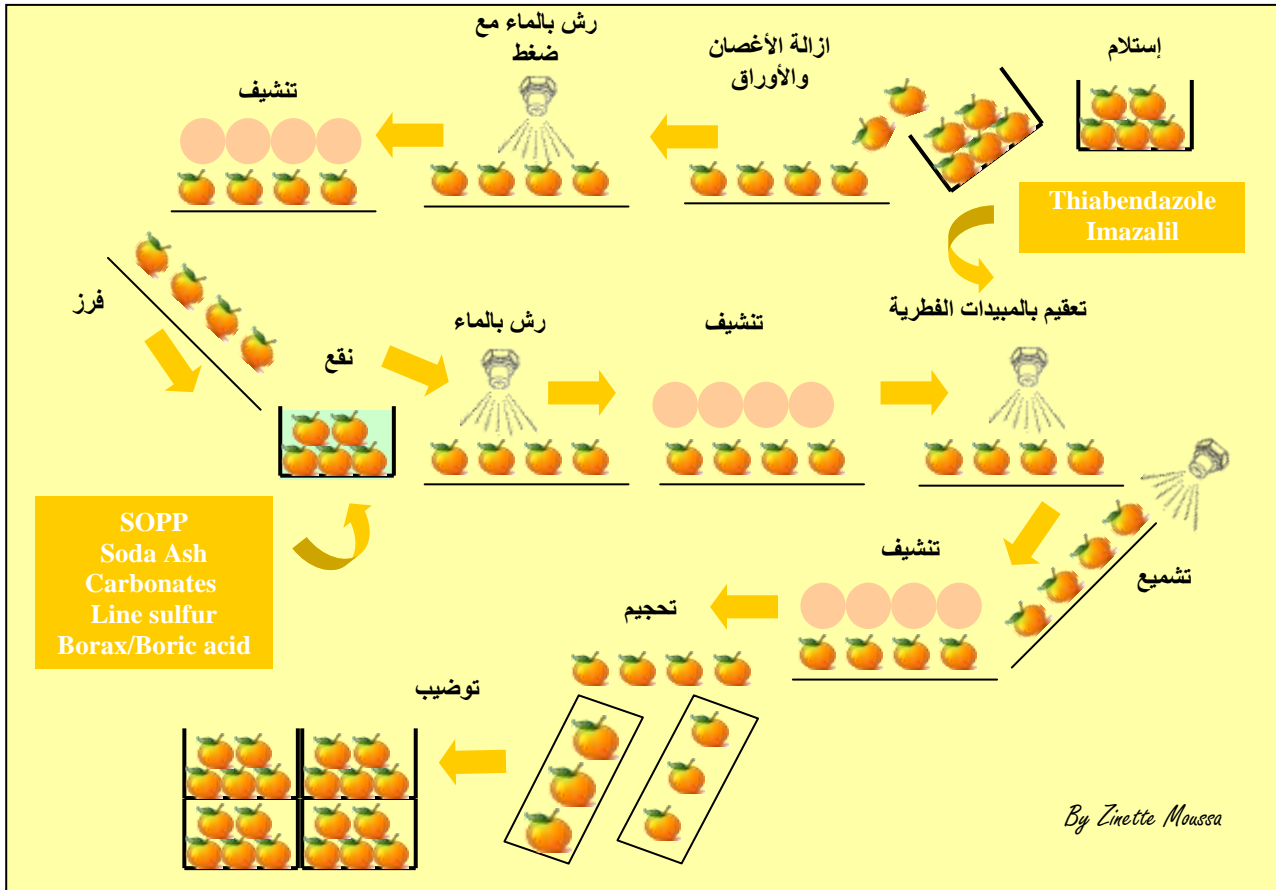 إستلام
ازالة الأغصان
والأوراق
رش بالماء مع
ضغط
تنشيف
Thiabendazole
Imazalil
فرز
نقع
رش بالماء
تنشيف
تعقيم بالمبيدات الفطرية
SOPP
Soda Ash
Carbonates
Line sulfur
Borax/Boric acid
تشميع
تنشيف
تحجيم
توضيب
By Zinette Moussa